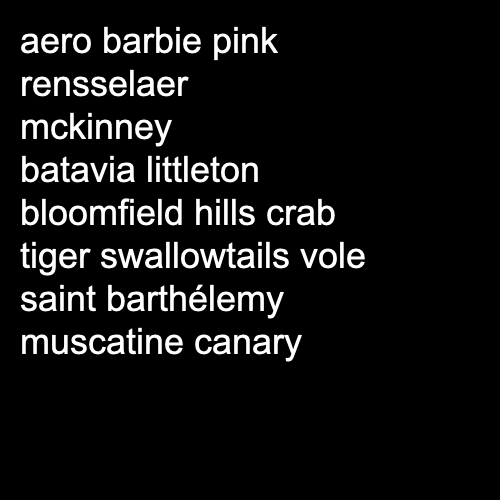 aero barbie pink
rensselaer
mckinney
batavia littleton
bloomfield hills crab
tiger swallowtails vole
saint barthélemy
muscatine canary